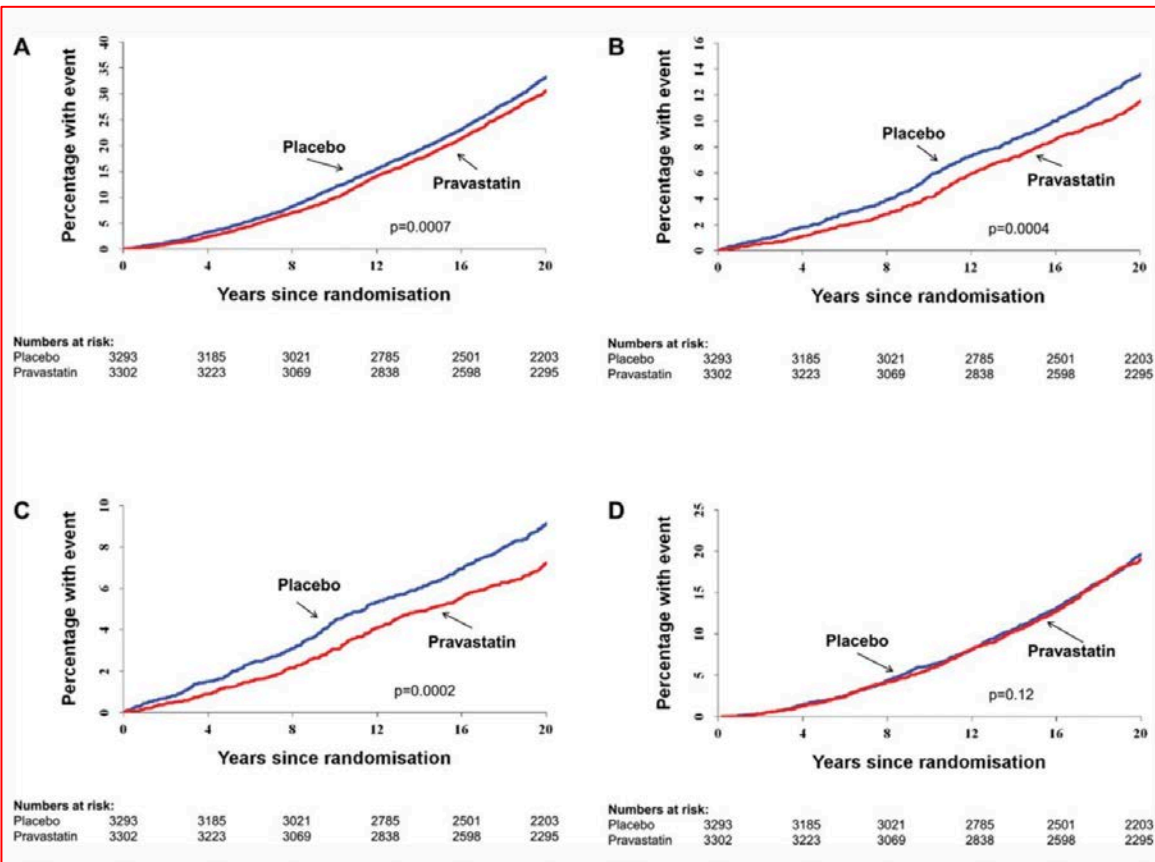 A
Percentage with event
40
35
30
25
20
15
10
5
0
Placebo
Pravastatin
p=0.0007
0 4 8 12 16 20
Years since randomisation
Numbers at risk:
Placebo 3293 3185 3021 2785 2501 2203
Pravastatin 3302 3223 3069 2838 2598 2295
B
Percentage with event
16
14
12
10
8
6
4
2
0
Placebo
Pravastatin
p=0.0004
0 4 8 12 16 20
Years since randomisation
Numbers at risk:
Placebo 3293 3185 3021 2785 2501 2203
Pravastatin 3302 3223 3069 2838 2598 2295
C
Percentage with event
10
8
6
4
2
0
Placebo
Pravastatin
p=0.0002
0 4 8 12 16 20
Years since randomisation
Numbers at risk:
Placebo 3293 3185 3021 2785 2501 2203
Pravastatin 3302 3223 3069 2838 2598 2295
D
Percentage with event
25
20
15
10
5
0
Placebo
Pravastatin
p=0.12
0 4 8 12 16 20
Years since randomisation
Numbers at risk:
Placebo 3293 3185 3021 2785 2501 2203
Pravastatin 3302 3223 3069 2838 2598 2295